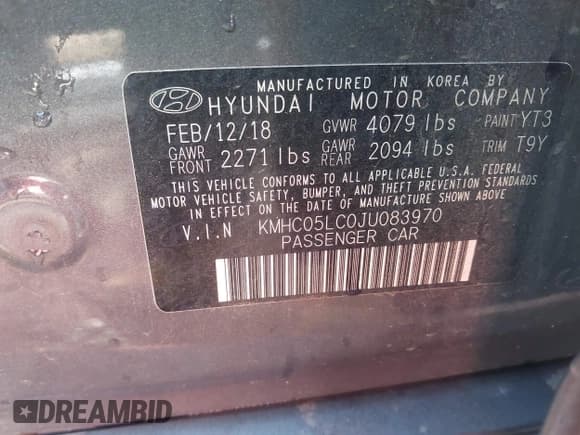 MANUFACTURED IN KOREA BY
HYUNDAI MOTOR COMPANY
FEB/12/18 GVWR 4079 lbs PAINT YT3
GAWR FRONT 2271 lbs GAWR REAR 2094 lbs TRIM T9Y
THIS VEHICLE CONFORMS TO ALL APPLICABLE U.S.A. FEDERAL
MOTOR VEHICLE SAFETY, BUMPER, AND THEFT PREVENTION STANDARDS
IN EFFECT ON THE DATE OF MANUFACTURE SHOWN ABOVE.
V.I.N KMHC05LC0JU083970
PASSENGER CAR
DREAMBID